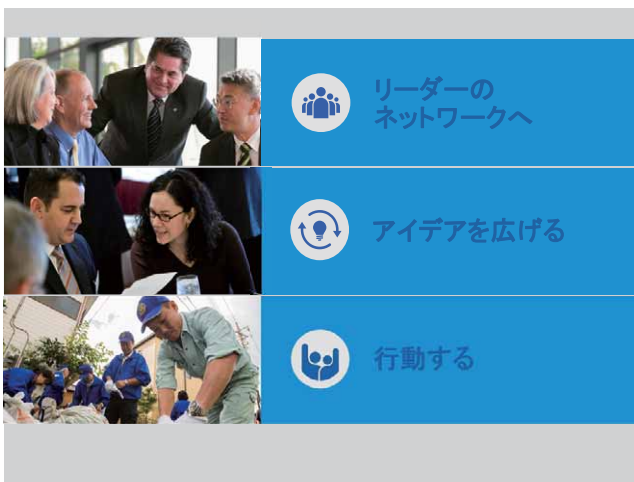 リーダーの
ネットワークへ
アイデアを広げる
行動する